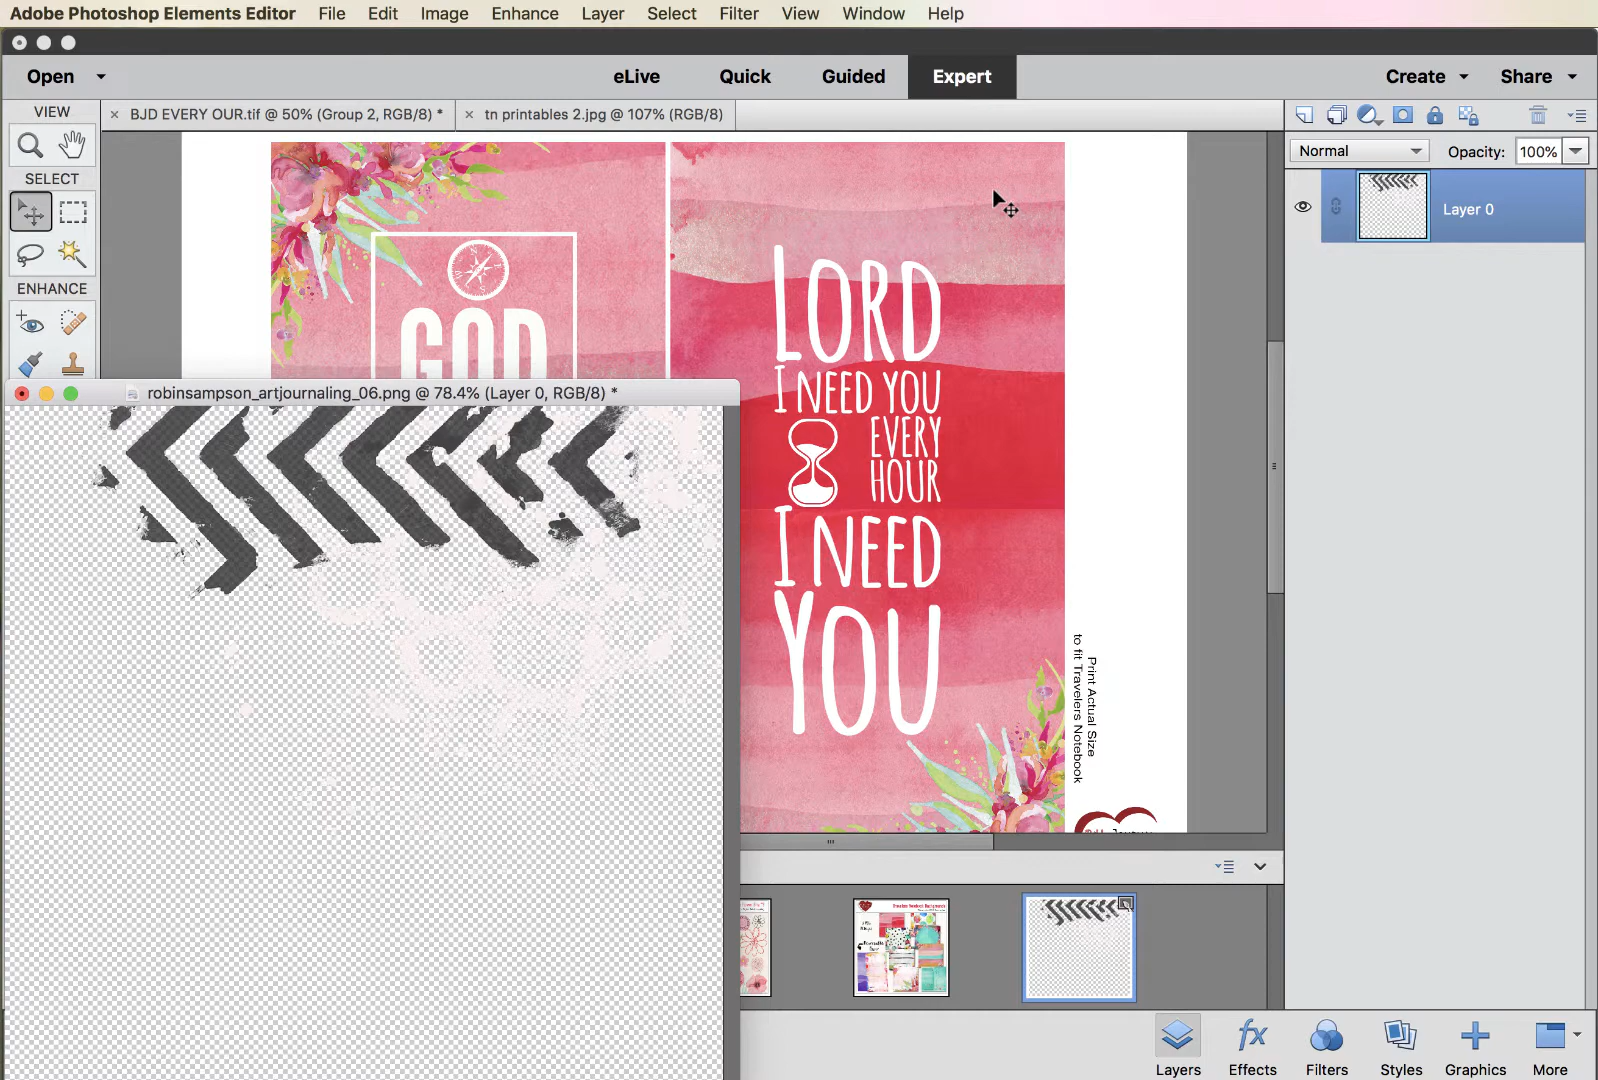 Adobe Photoshop Elements Editor File Edit Image Enhance Layer Select Filter View Window Help
Open eLive Quick Guided Expert Create Share
VIEW
× BJD EVERY OUR.tif @ 50% (Group 2, RGB/8) * × tn printables 2.jpg @ 107% (RGB/8)
Normal Opacity: 100%
SELECT
Layer 0
ENHANCE
GOD
LORD
I NEED YOU
EVERY
HOUR
I NEED
YOU
Print Actual Size
to fit Travelers Notebook
robinsampson_artjournaling_06.png @ 78.4% (Layer 0, RGB/8) *
Layers Effects Filters Styles Graphics More